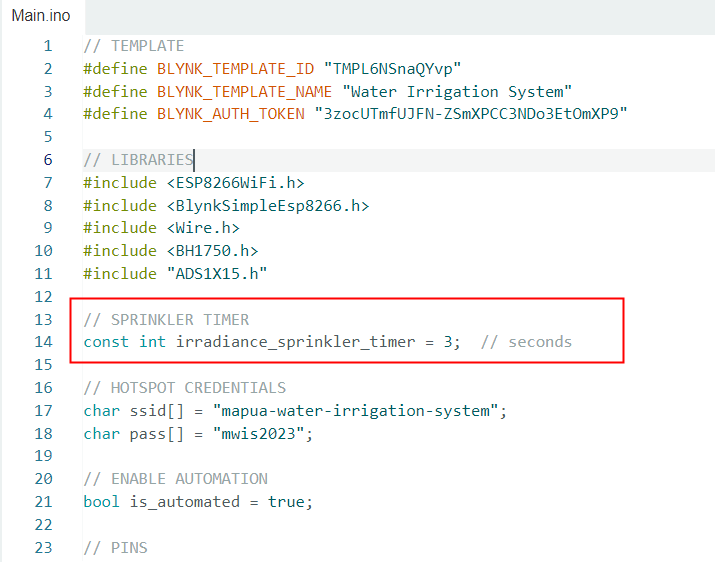 Main.ino
1 // TEMPLATE
2 #define BLYNK_TEMPLATE_ID "TMPL6NSnaQYvp"
3 #define BLYNK_TEMPLATE_NAME "Water Irrigation System"
4 #define BLYNK_AUTH_TOKEN "3zocUTmfUJFN-ZSmXPCC3NDo3EtOmXP9"
5
6 // LIBRARIES
7 #include <ESP8266WiFi.h>
8 #include <BlynkSimpleEsp8266.h>
9 #include <Wire.h>
10 #include <BH1750.h>
11 #include "ADS1X15.h"
12
13 // SPRINKLER TIMER
14 const int irradiance_sprinkler_timer = 3;  // seconds
15
16 // HOTSPOT CREDENTIALS
17 char ssid[] = "mapua-water-irrigation-system";
18 char pass[] = "mwis2023";
19
20 // ENABLE AUTOMATION
21 bool is_automated = true;
22
23 // PINS